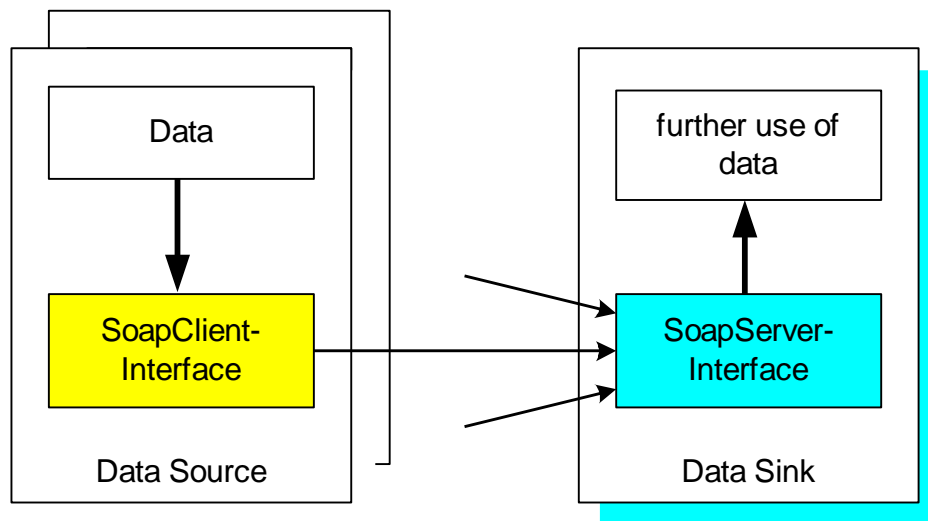 Data
SoapClient-
Interface
Data Source
further use of
data
SoapServer-
Interface
Data Sink